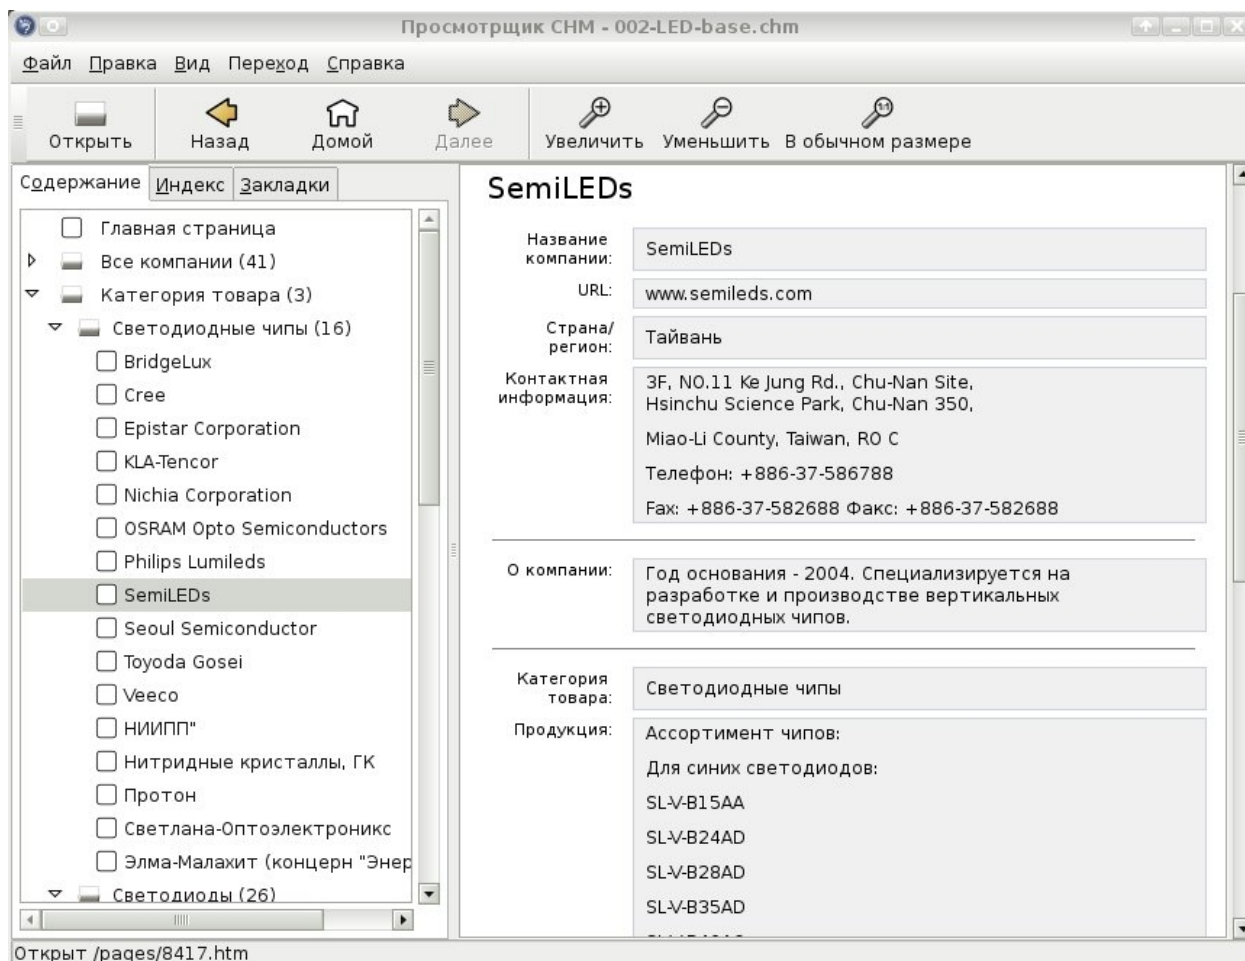 Просмотрщик CHM - 002-LED-base.chm
Файл Правка Вид Переход Справка
Открыть Назад Домой Далее Увеличить Уменьшить В обычном размере
Содержание Индекс Закладки
Главная страница
Все компании (41)
Категория товара (3)
Светодиодные чипы (16)
BridgeLux
Cree
Epistar Corporation
KLA-Tencor
Nichia Corporation
OSRAM Opto Semiconductors
Philips Lumileds
SemiLEDs
Seoul Semiconductor
Toyoda Gosei
Veeco
НИИПП"
Нитридные кристаллы, ГК
Протон
Светлана-Оптоэлектроникс
Элма-Малахит (концерн "Энер
Светодиоды (26)
SemiLEDs
Название
компании:
SemiLEDs
URL:
www.semileds.com
Страна/
регион:
Тайвань
Контактная
информация:
3F, NO.11 Ke Jung Rd., Chu-Nan Site,
Hsinchu Science Park, Chu-Nan 350,
Miao-Li County, Taiwan, RO C
Телефон: +886-37-586788
Fax: +886-37-582688 Факс: +886-37-582688
О компании:
Год основания - 2004. Специализируется на
разработке и производстве вертикальных
светодиодных чипов.
Категория
товара:
Светодиодные чипы
Продукция:
Ассортимент чипов:
Для синих светодиодов:
SL-V-B15AA
SL-V-B24AD
SL-V-B28AD
SL-V-B35AD
Открыт /pages/8417.htm